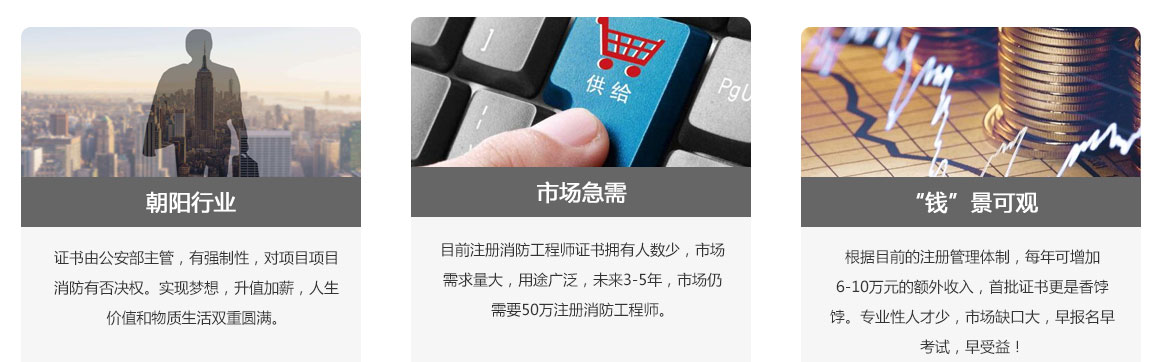 供给
PgU
朝阳行业
证书由公安部主管，有强制性，对项目项目
消防有否决权。实现梦想，升值加薪，人生
价值和物质生活双重圆满。
市场急需
目前注册消防工程师证书拥有人数少，市场
需求量大，用途广泛，未来3-5年，市场仍
需要50万注册消防工程师。
“钱”景可观
根据目前的注册管理体制，每年可增加
6-10万元的额外收入，首批证书更是香饽
饽。专业性人才少，市场缺口大，早报名早
考试，早受益！